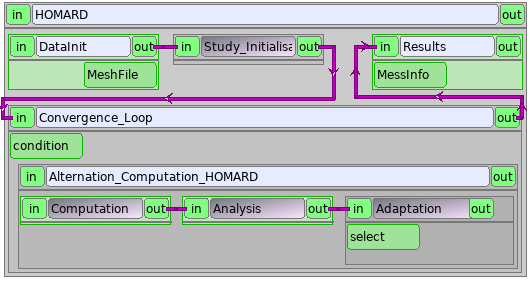 in HOMARD out
in DataInit out in Study_Initialisa out in Results out
MeshFile MessInfo
in Convergence_Loop out
condition
in Alternation_Computation_HOMARD out
in Computation out in Analysis out in Adaptation out
select